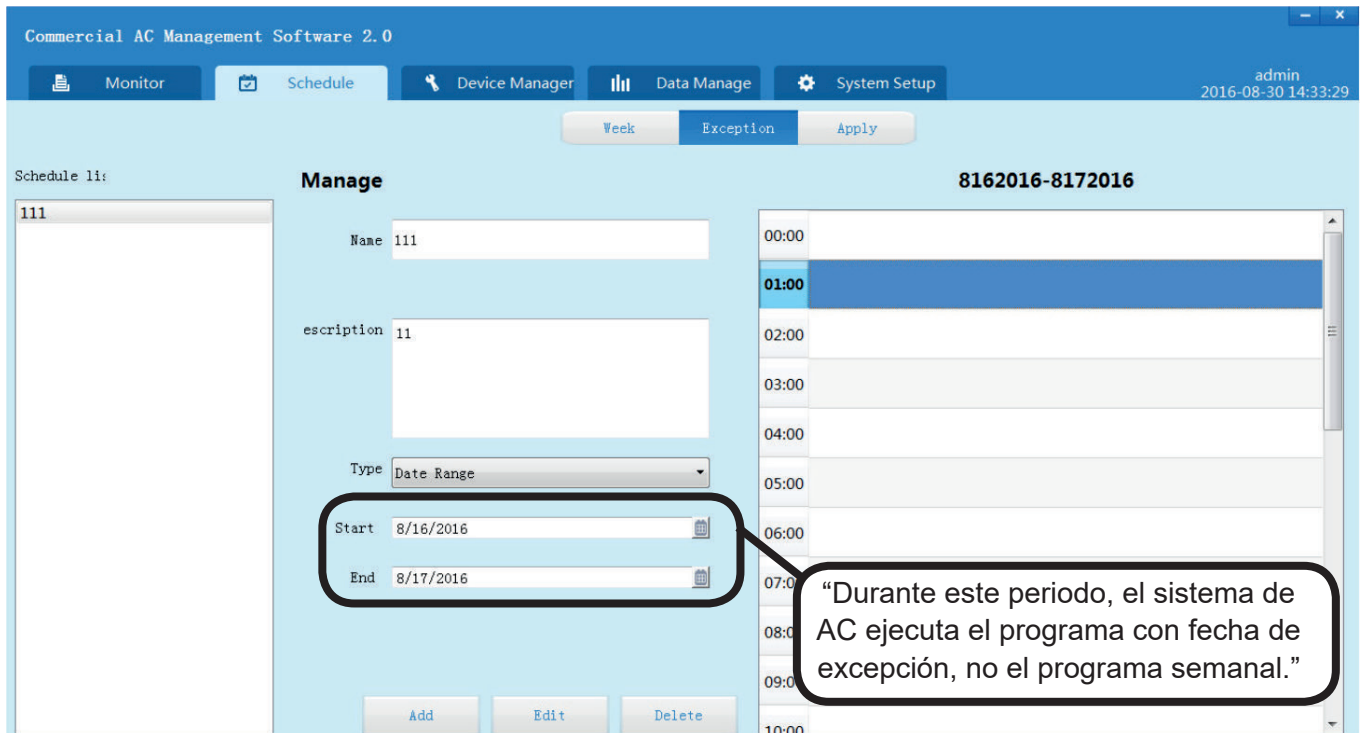 Commercial AC Management Software 2.0
Monitor
Schedule
Device Manager
Data Manage
System Setup
admin
2016-08-30 14:33:29
Week
Exception
Apply
Schedule lis
Manage
8162016-8172016
111
Name 111
escription 11
Type Date Range
Start 8/16/2016
End 8/17/2016
Add
Edit
Delete
00:00
01:00
02:00
03:00
04:00
05:00
06:00
07:0
08:0
09:0
10:00
“Durante este periodo, el sistema de
AC ejecuta el programa con fecha de
excepción, no el programa semanal.”